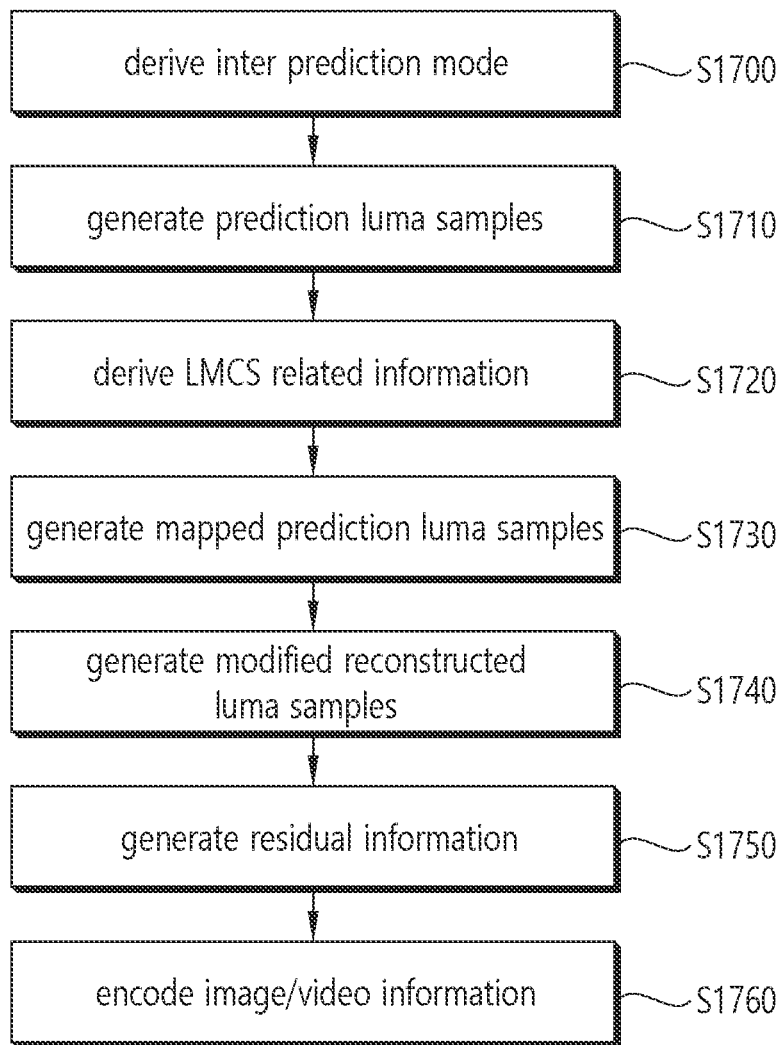 derive inter prediction mode
S1700
generate prediction luma samples
S1710
derive LMCS related information
S1720
generate mapped prediction luma samples
S1730
generate modified reconstructed
luma samples
S1740
generate residual information
S1750
encode image/video information
S1760